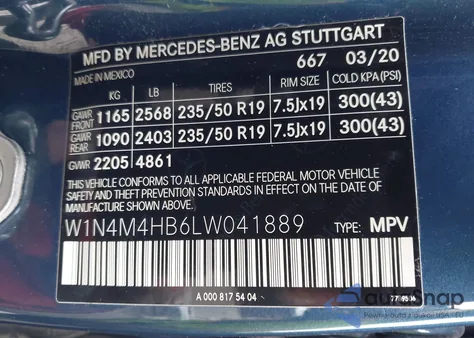 MFD BY MERCEDES-BENZ AG STUTTGART
MADE IN MEXICO 667 03/20
KG LB TIRES RIM SIZE COLD KPA(PSI)
GAWR FRONT 1165 2568 235/50 R19 7.5Jx19 300(43)
GAWR REAR 1090 2403 235/50 R19 7.5Jx19 300(43)
GVWR 2205 4861
THIS VEHICLE CONFORMS TO ALL APPLICABLE FEDERAL MOTOR VEHICLE
SAFETY STANDARDS IN EFFECT ON THE DATE OF MANUFACTURE
SHOWN ABOVE.
W1N4M4HB6LW041889 TYPE: MPV
A 000 817 54 04
autoSnap